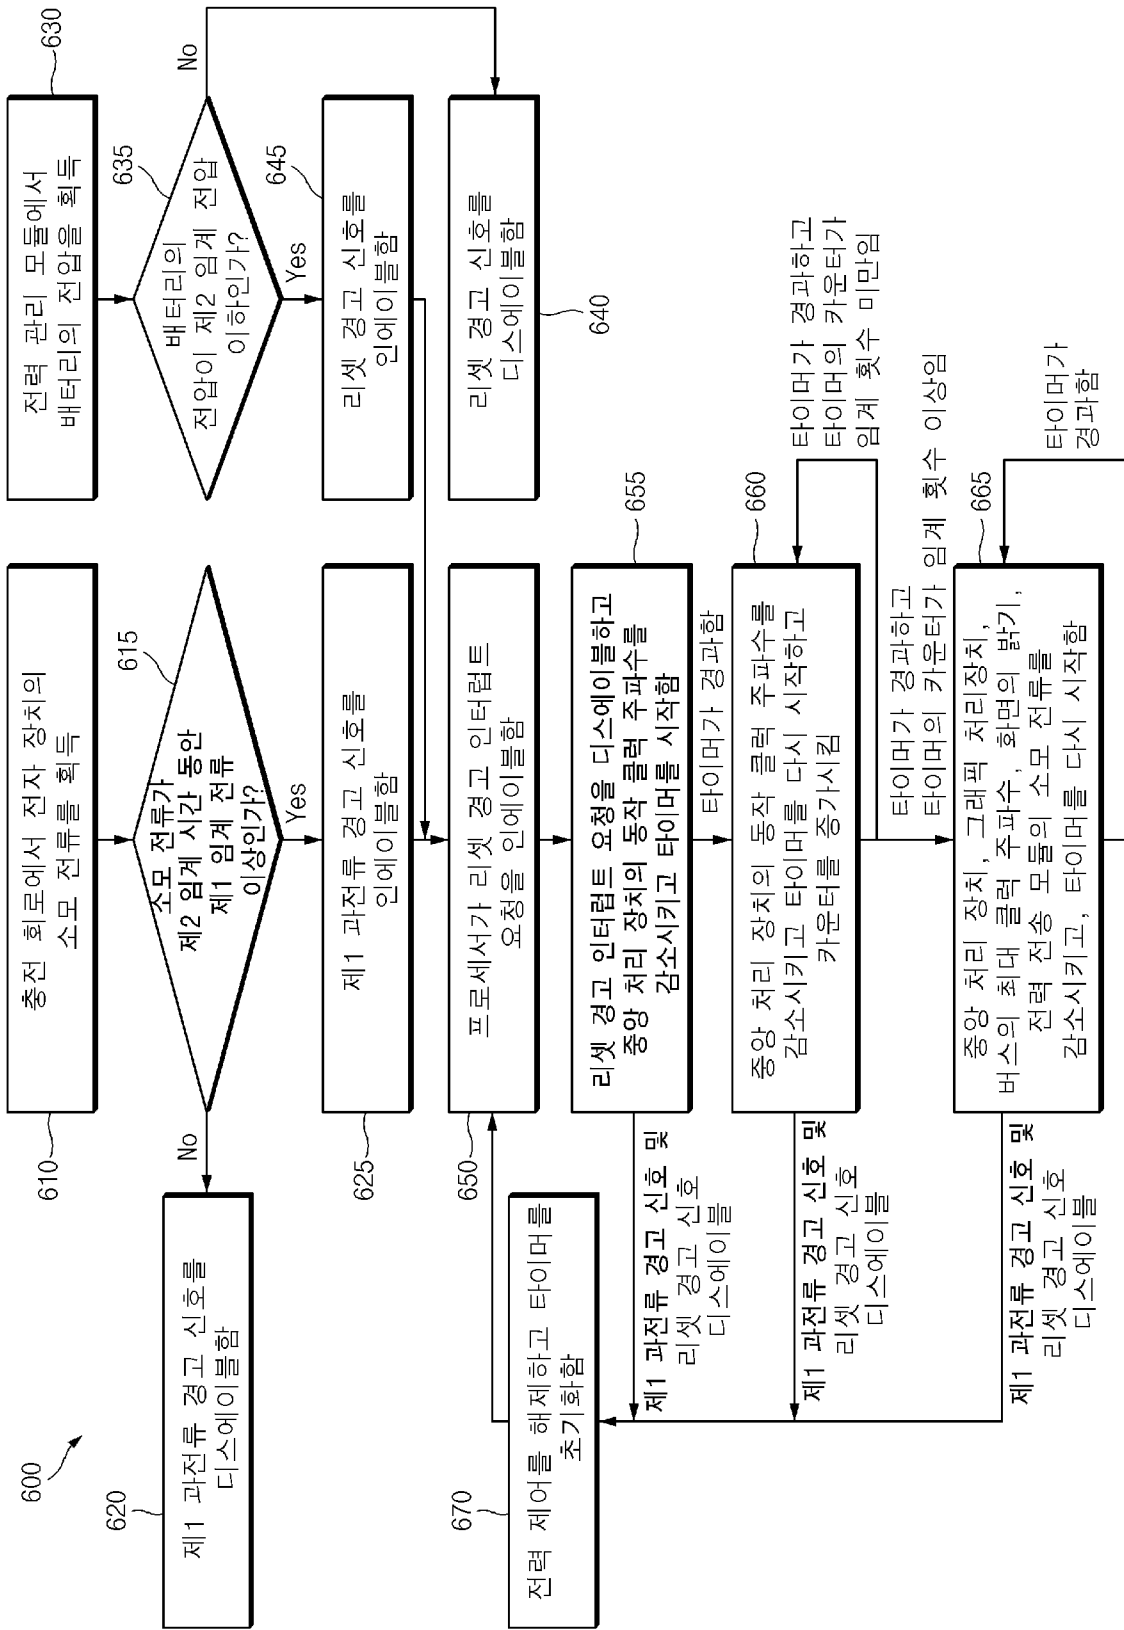 600
610
충전 회로에서 전자 장치의
소모 전류를 획득
630
전력 관리 모듈에서
배터리의 전압을 획득
615
소모 전류가
제2 임계 시간 동안
제1 임계 전류
이상인가?
No
Yes
635
배터리의
전압이 제2 임계 전압
이하인가?
No
Yes
620
제1 과전류 경고 신호를
디스에이블함
625
제1 과전류 경고 신호를
인에이블함
645
리셋 경고 신호를
인에이블함
640
리셋 경고 신호를
디스에이블함
650
프로세서가 리셋 경고 인터럽트
요청을 인에이블함
670
전력 제어를 해제하고 타이머를
초기화함
655
리셋 경고 인터럽트 요청을 디스에이블하고
중앙 처리 장치의 동작 클럭 주파수를
감소시키고 타이머를 시작함
제1 과전류 경고 신호 및
리셋 경고 신호
디스에이블
타이머가 경과함
660
중앙 처리 장치의 동작 클럭 주파수를
감소시키고 타이머를 다시 시작하고
카운터를 증가시킴
타이머가 경과하고
타이머의 카운터가
임계 횟수 미만임
제1 과전류 경고 신호 및
리셋 경고 신호
디스에이블
타이머가 경과하고
타이머의 카운터가 임계 횟수 이상임
665
중앙 처리 장치, 그래픽 처리장치,
버스의 최대 클럭 주파수, 화면의 밝기,
전력 전송 모듈의 소모 전류를
감소시키고, 타이머를 다시 시작함
타이머가
경과함
제1 과전류 경고 신호 및
리셋 경고 신호
디스에이블